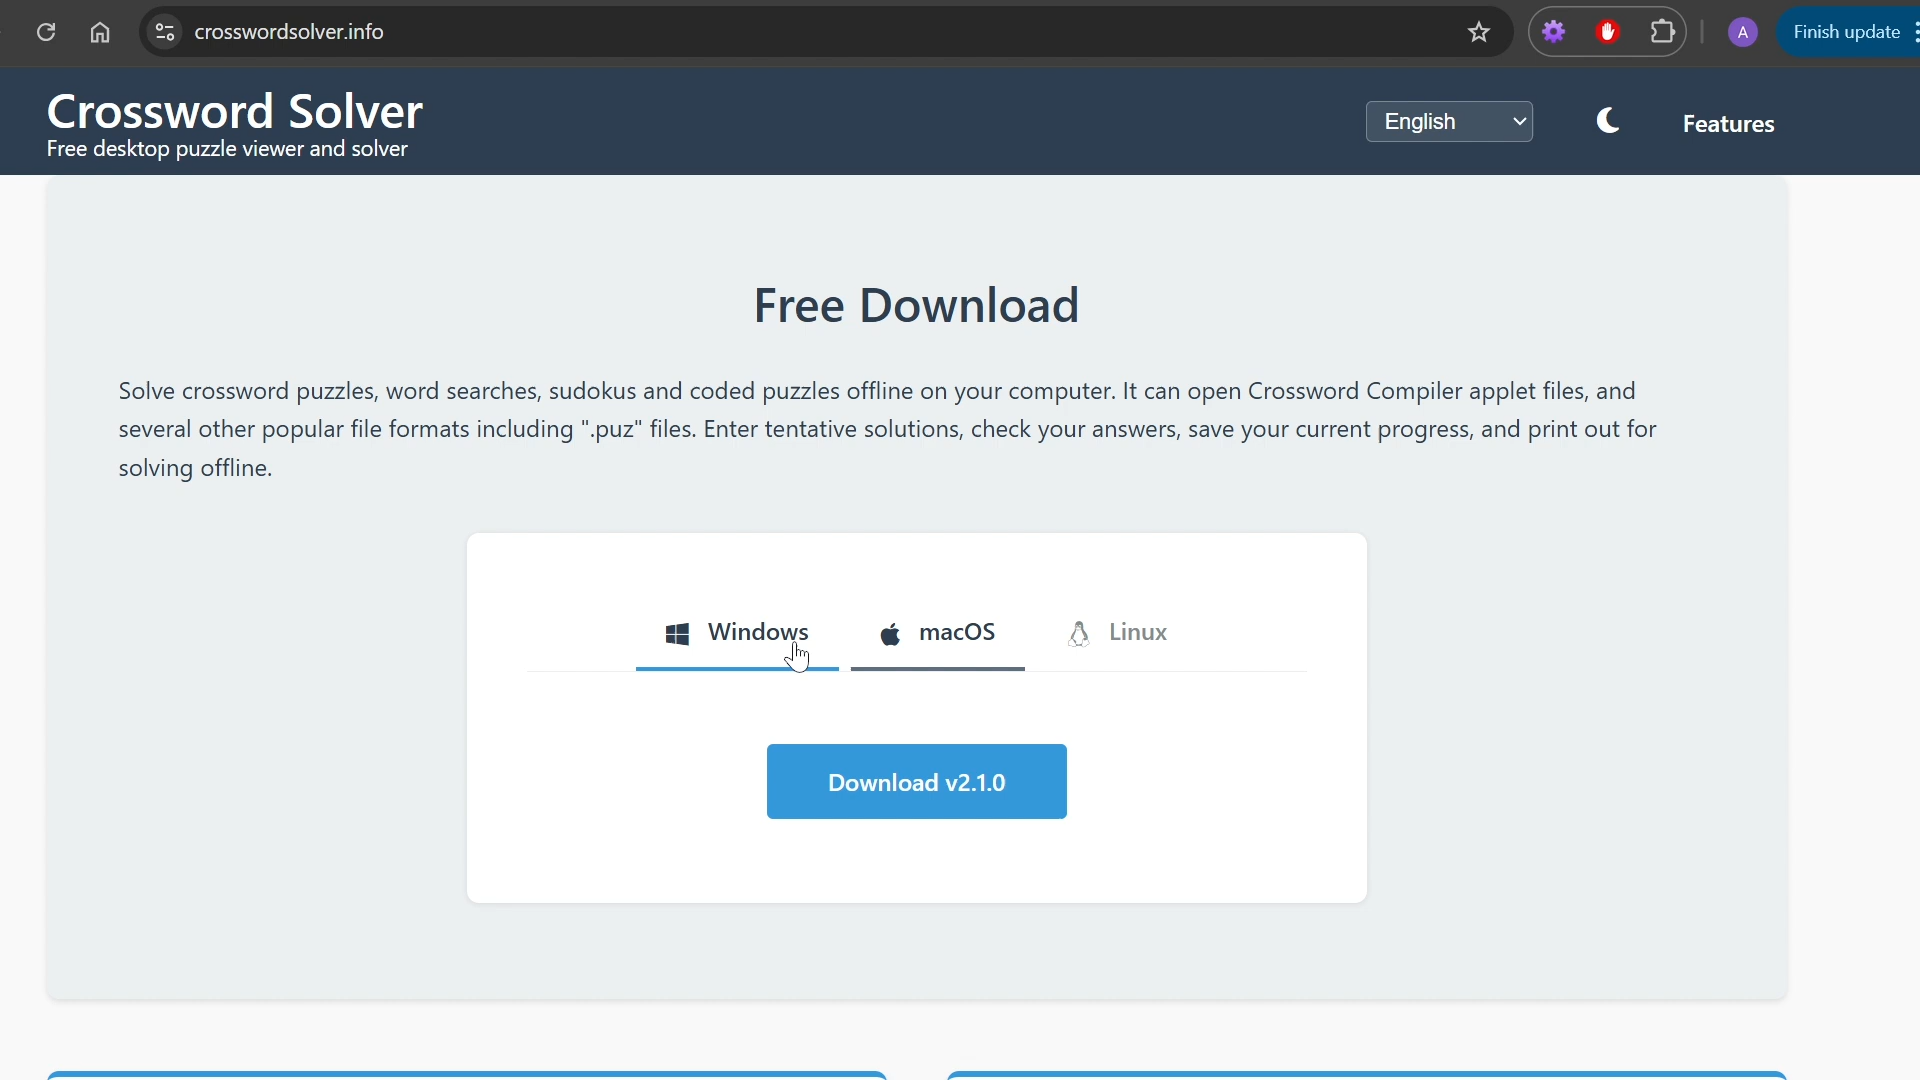 crosswordsolver.info
A
Finish update
Crossword Solver
Free desktop puzzle viewer and solver
English
Features
Free Download
Solve crossword puzzles, word searches, sudokus and coded puzzles offline on your computer. It can open Crossword Compiler applet files, and
several other popular file formats including ".puz" files. Enter tentative solutions, check your answers, save your current progress, and print out for
solving offline.
Windows
macOS
Linux
Download v2.1.0